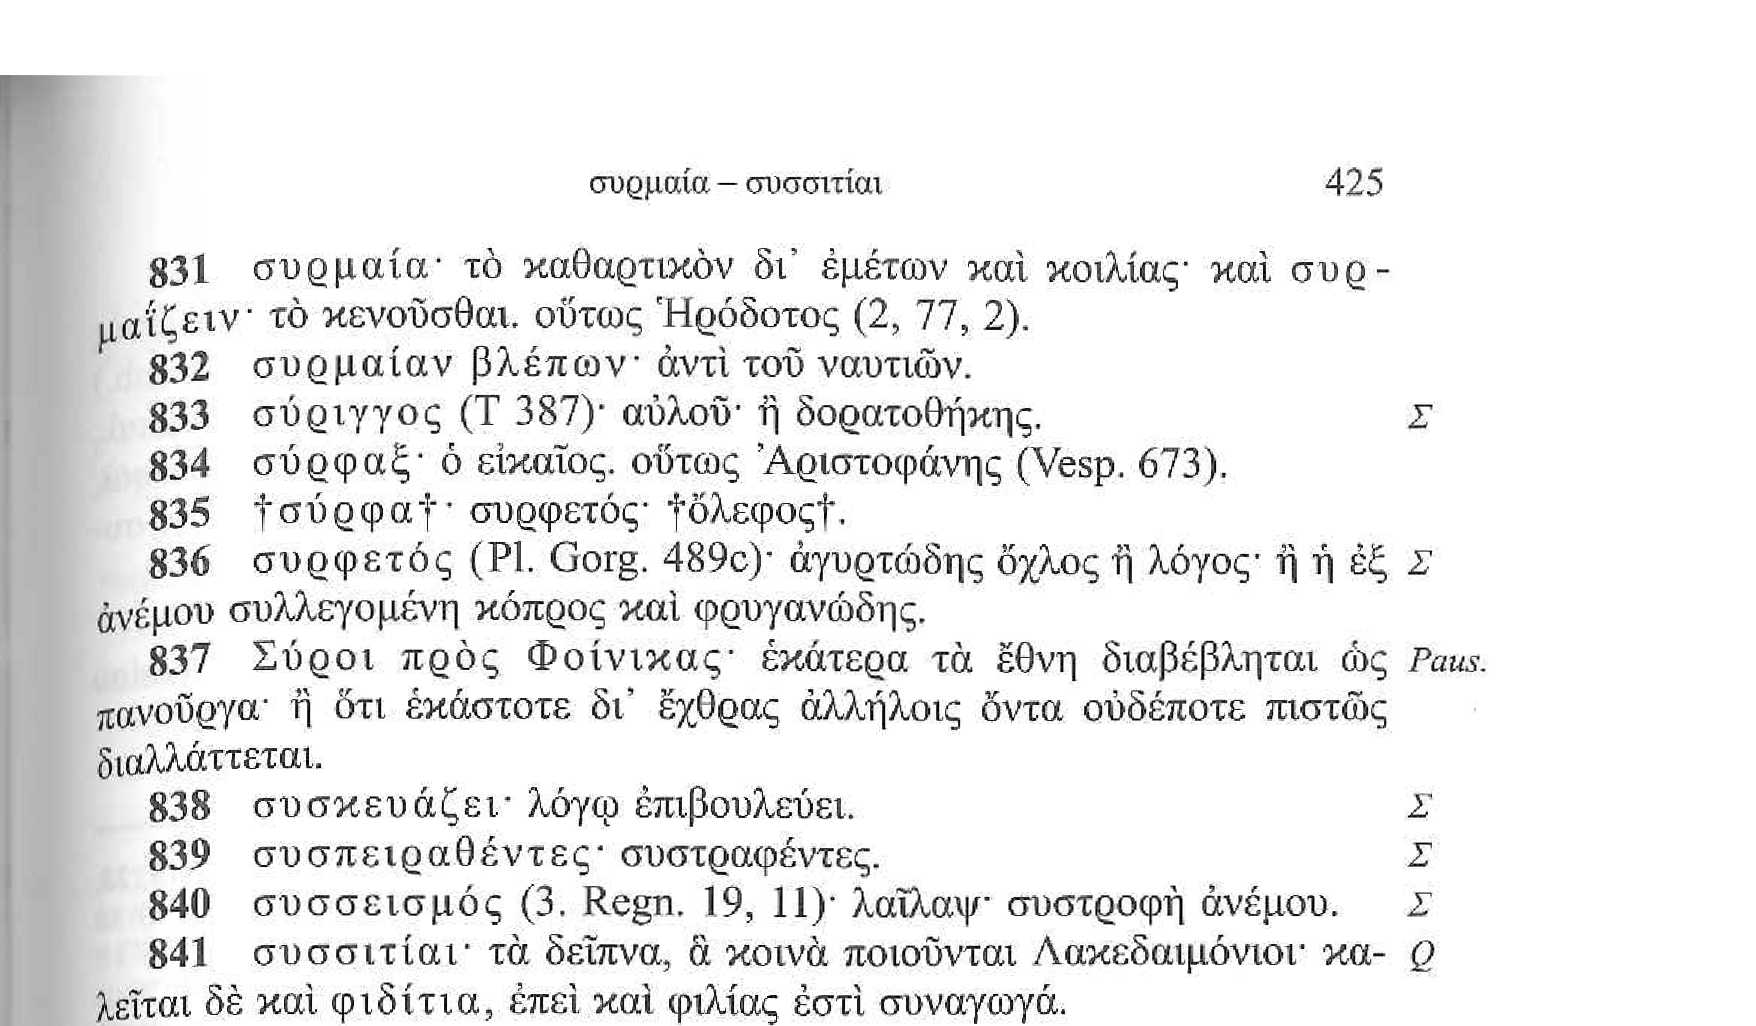 συρμαία – συσσιτίαι 425
831 συρμαία· τὸ καθαρτικὸν δι’ ἐμέτων καὶ κοιλίας· καὶ συρ-
μαΐζειν· τὸ κενοῦσθαι. οὕτως Ἡρόδοτος (2, 77, 2).
832 συρμαίαν βλέπων· ἀντὶ τοῦ ναυτιῶν.
833 σύριγγος (Τ 387)· αὐλοῦ· ἢ δορατοθήκης. Σ
834 σύρφαξ· ὁ εἰκαῖος. οὕτως Ἀριστοφάνης (Vesp. 673).
835 †σύρφα†· συρφετός· †ὄλεφος†.
836 συρφετός (Pl. Gorg. 489c)· ἀγυρτώδης ὄχλος ἢ λόγος· ἢ ἡ ἐξ Σ
ἀνέμου συλλεγομένη κόπρος καὶ φρυγανώδης.
837 Σύροι πρὸς Φοίνικας· ἑκάτερα τὰ ἔθνη διαβέβληται ὡς Paus.
πανοῦργα· ἢ ὅτι ἑκάστοτε δι’ ἔχθρας ἀλλήλοις ὄντα οὐδέποτε πιστῶς
διαλλάττεται.
838 συσκευάζει· λόγῳ ἐπιβουλεύει. Σ
839 συσπειραθέντες· συστραφέντες. Σ
840 συσσεισμός (3. Regn. 19, 11)· λαῖλαψ· συστροφὴ ἀνέμου. Σ
841 συσσιτίαι· τὰ δεῖπνα, ἃ κοινὰ ποιοῦνται Λακεδαιμόνιοι· κα- Q
λεῖται δὲ καὶ φιδίτια, ἐπεὶ καὶ φιλίας ἐστὶ συναγωγά.